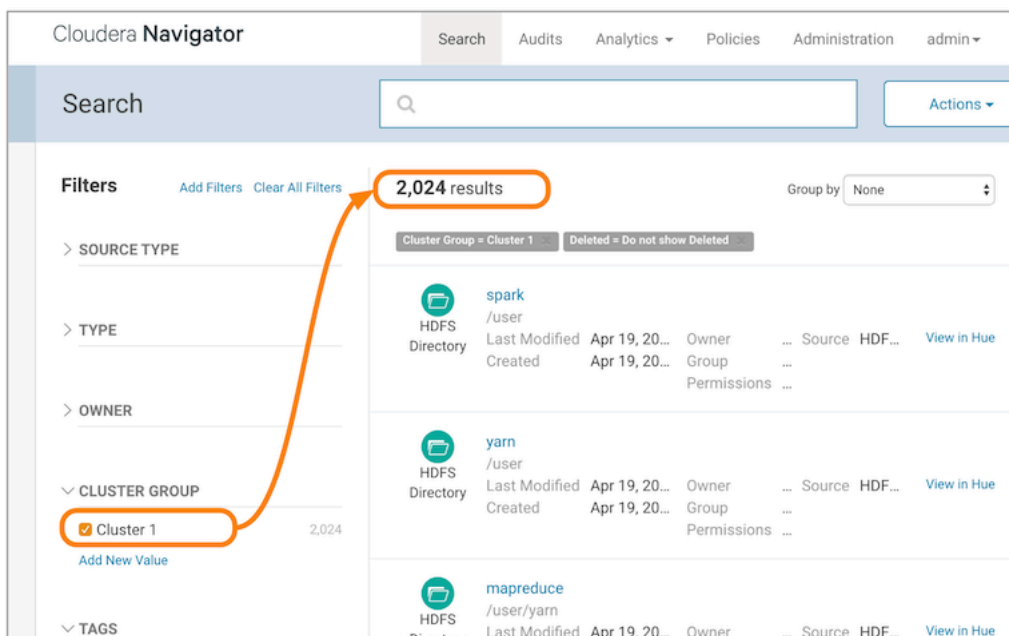 Cloudera Navigator
Search Audits Analytics Policies Administration admin
Search
Actions
Filters Add Filters Clear All Filters
2,024 results
Group by None
Cluster Group = Cluster 1 × Deleted = Do not show Deleted ×
SOURCE TYPE
TYPE
OWNER
CLUSTER GROUP
Cluster 1 2,024
Add New Value
TAGS
spark
/user
HDFS
Directory
Last Modified Apr 19, 20... Owner ... Source HDF... View in Hue
Created Apr 19, 20... Group ...
Permissions ...
yarn
/user
HDFS
Directory
Last Modified Apr 19, 20... Owner ... Source HDF... View in Hue
Created Apr 19, 20... Group ...
Permissions ...
mapreduce
/user/yarn
HDFS
Last Modified Apr 19, 20... Owner ... Source HDF... View in Hue